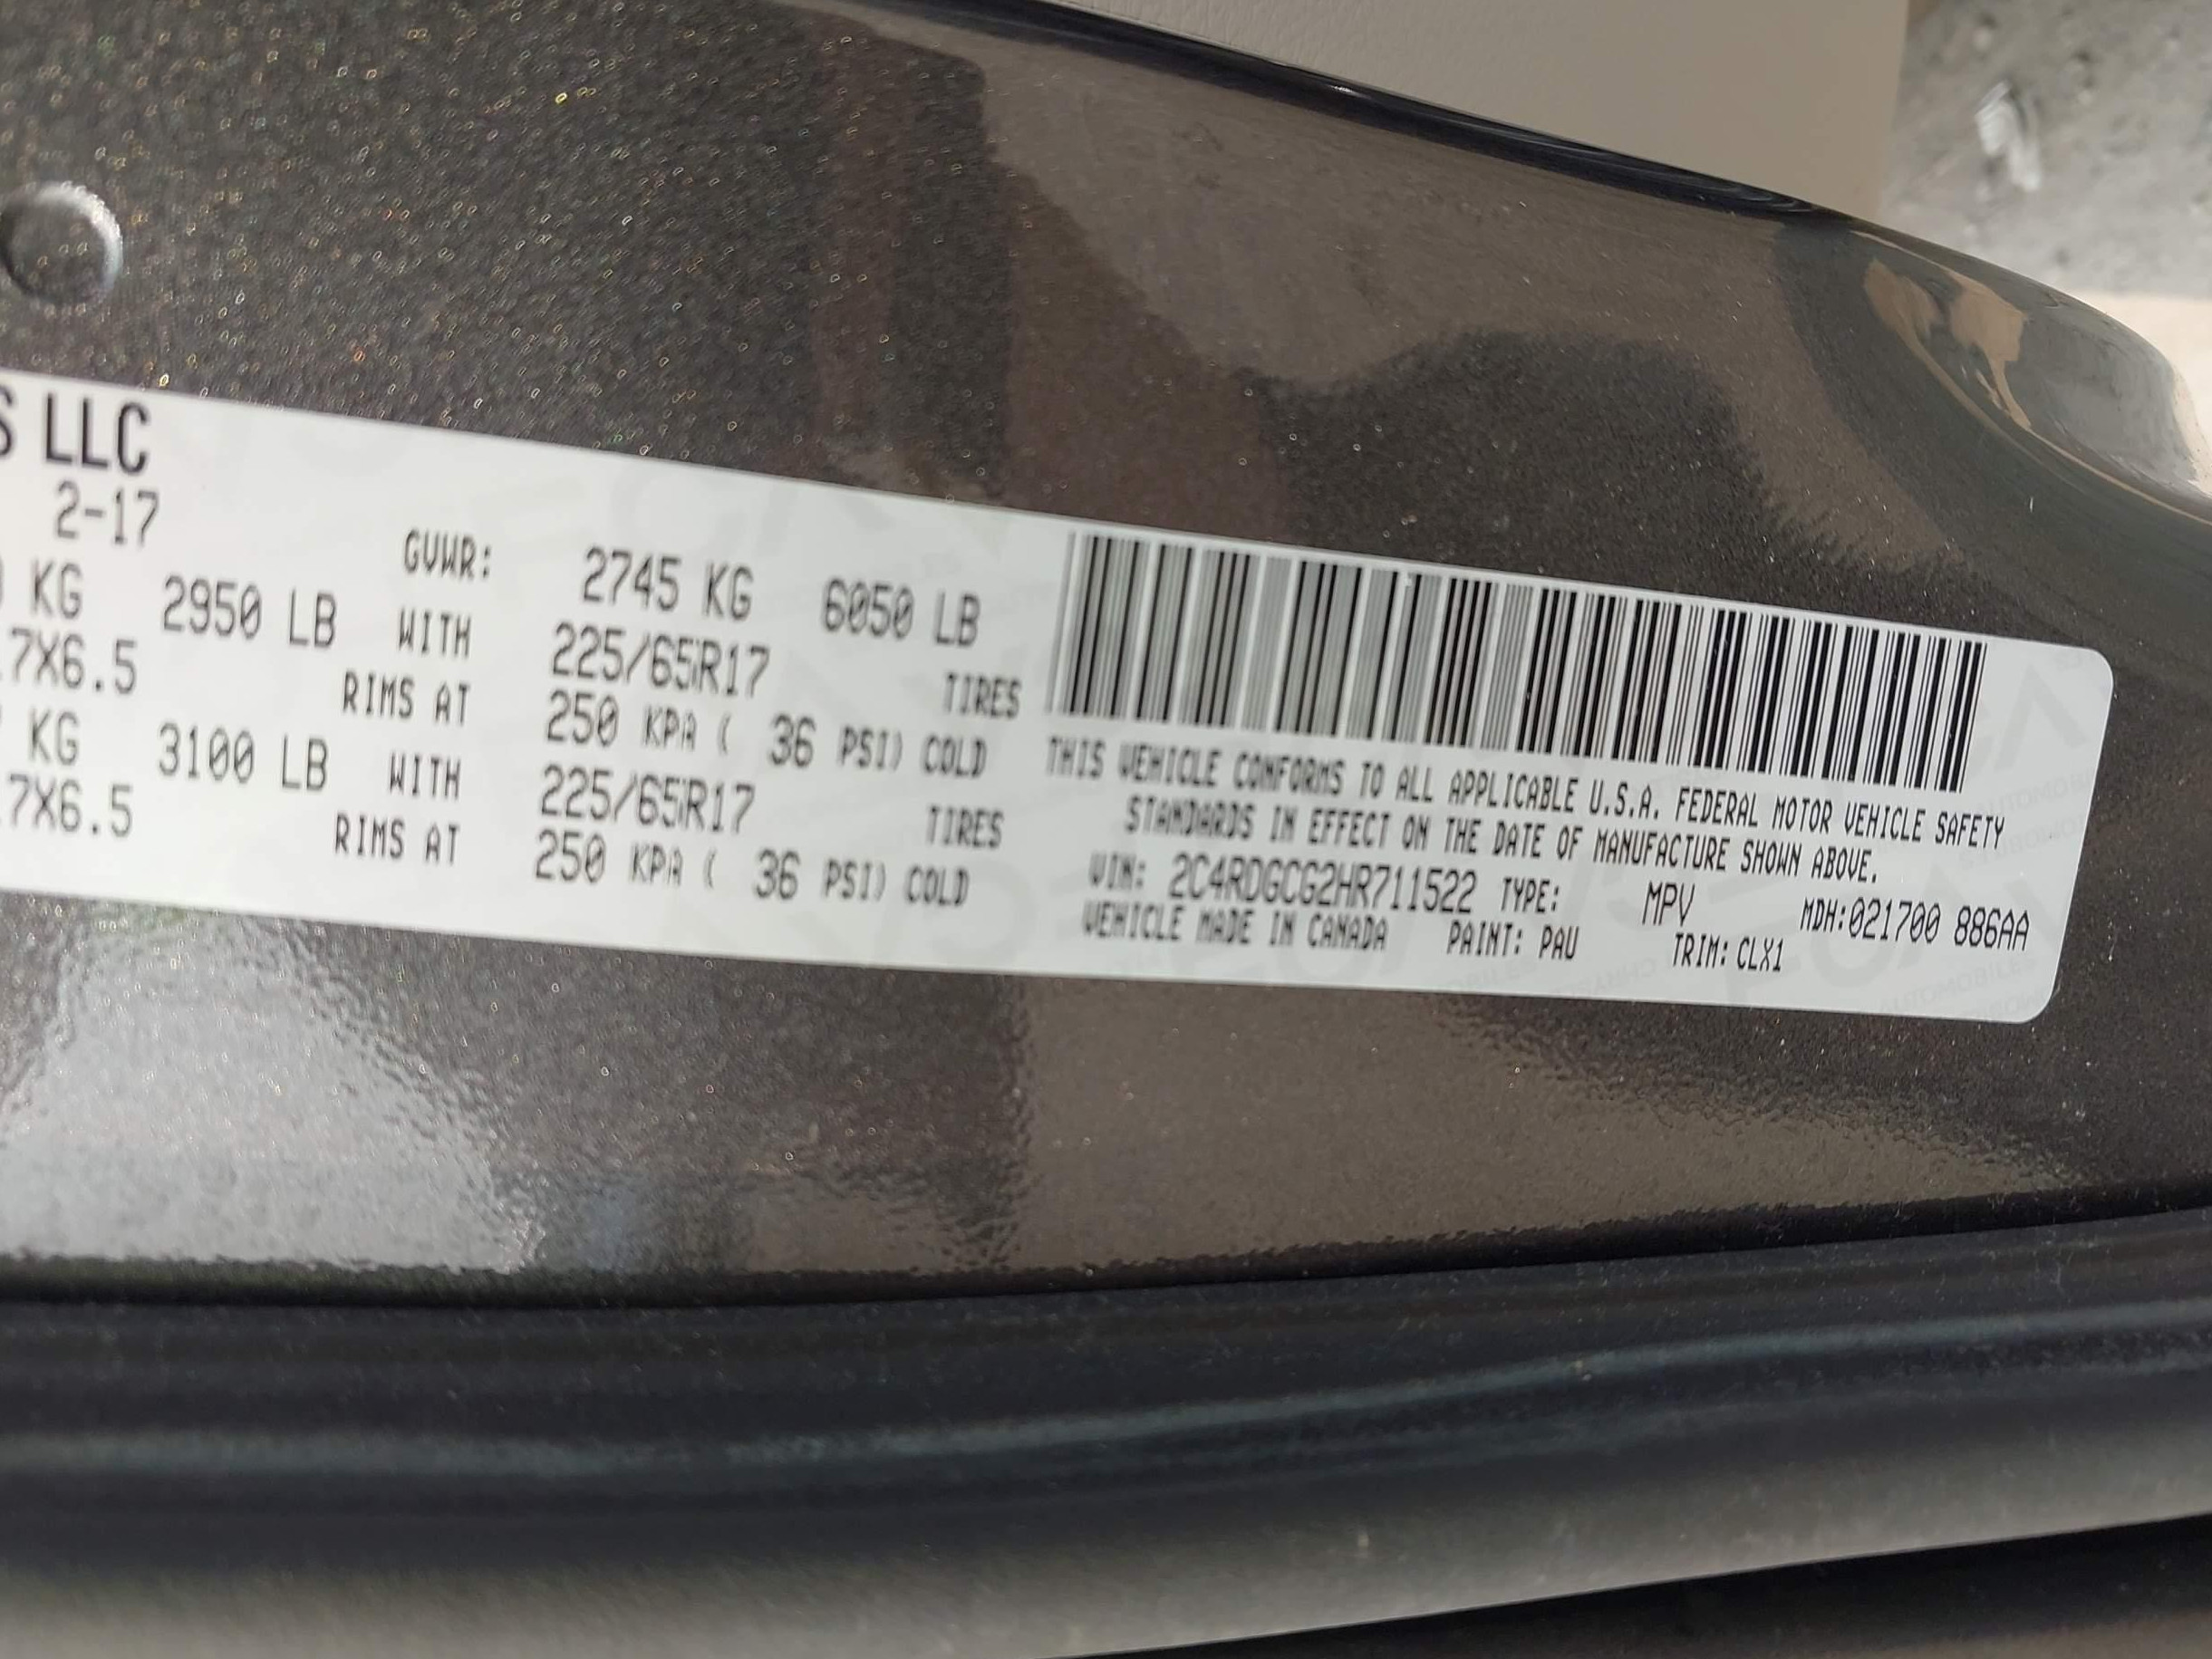 S LLC
2-17
GVWR: 2745 KG 6050 LB
KG 2950 LB WITH 225/65R17 TIRES
7X6.5 RIMS AT 250 KPA ( 36 PSI) COLD
KG 3100 LB WITH 225/65R17 TIRES
7X6.5 RIMS AT 250 KPA ( 36 PSI) COLD
THIS VEHICLE CONFORMS TO ALL APPLICABLE U.S.A. FEDERAL MOTOR VEHICLE SAFETY
STANDARDS IN EFFECT ON THE DATE OF MANUFACTURE SHOWN ABOVE.
VIN: 2C4RDGCG2HR711522 TYPE: MPV MDH:021700 886AA
VEHICLE MADE IN CANADA PAINT: PAU TRIM: CLX1